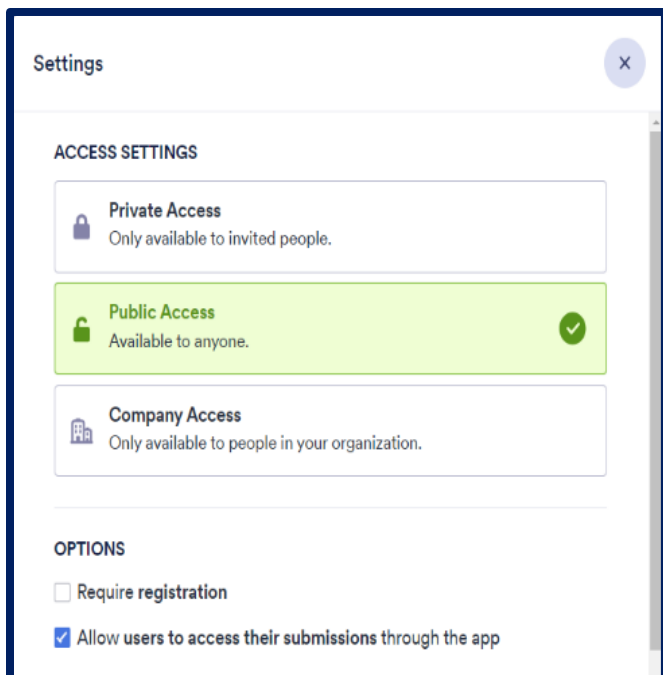 Settings
ACCESS SETTINGS
Private Access
Only available to invited people.
Public Access
Available to anyone.
Company Access
Only available to people in your organization.
OPTIONS
Require registration
Allow users to access their submissions through the app